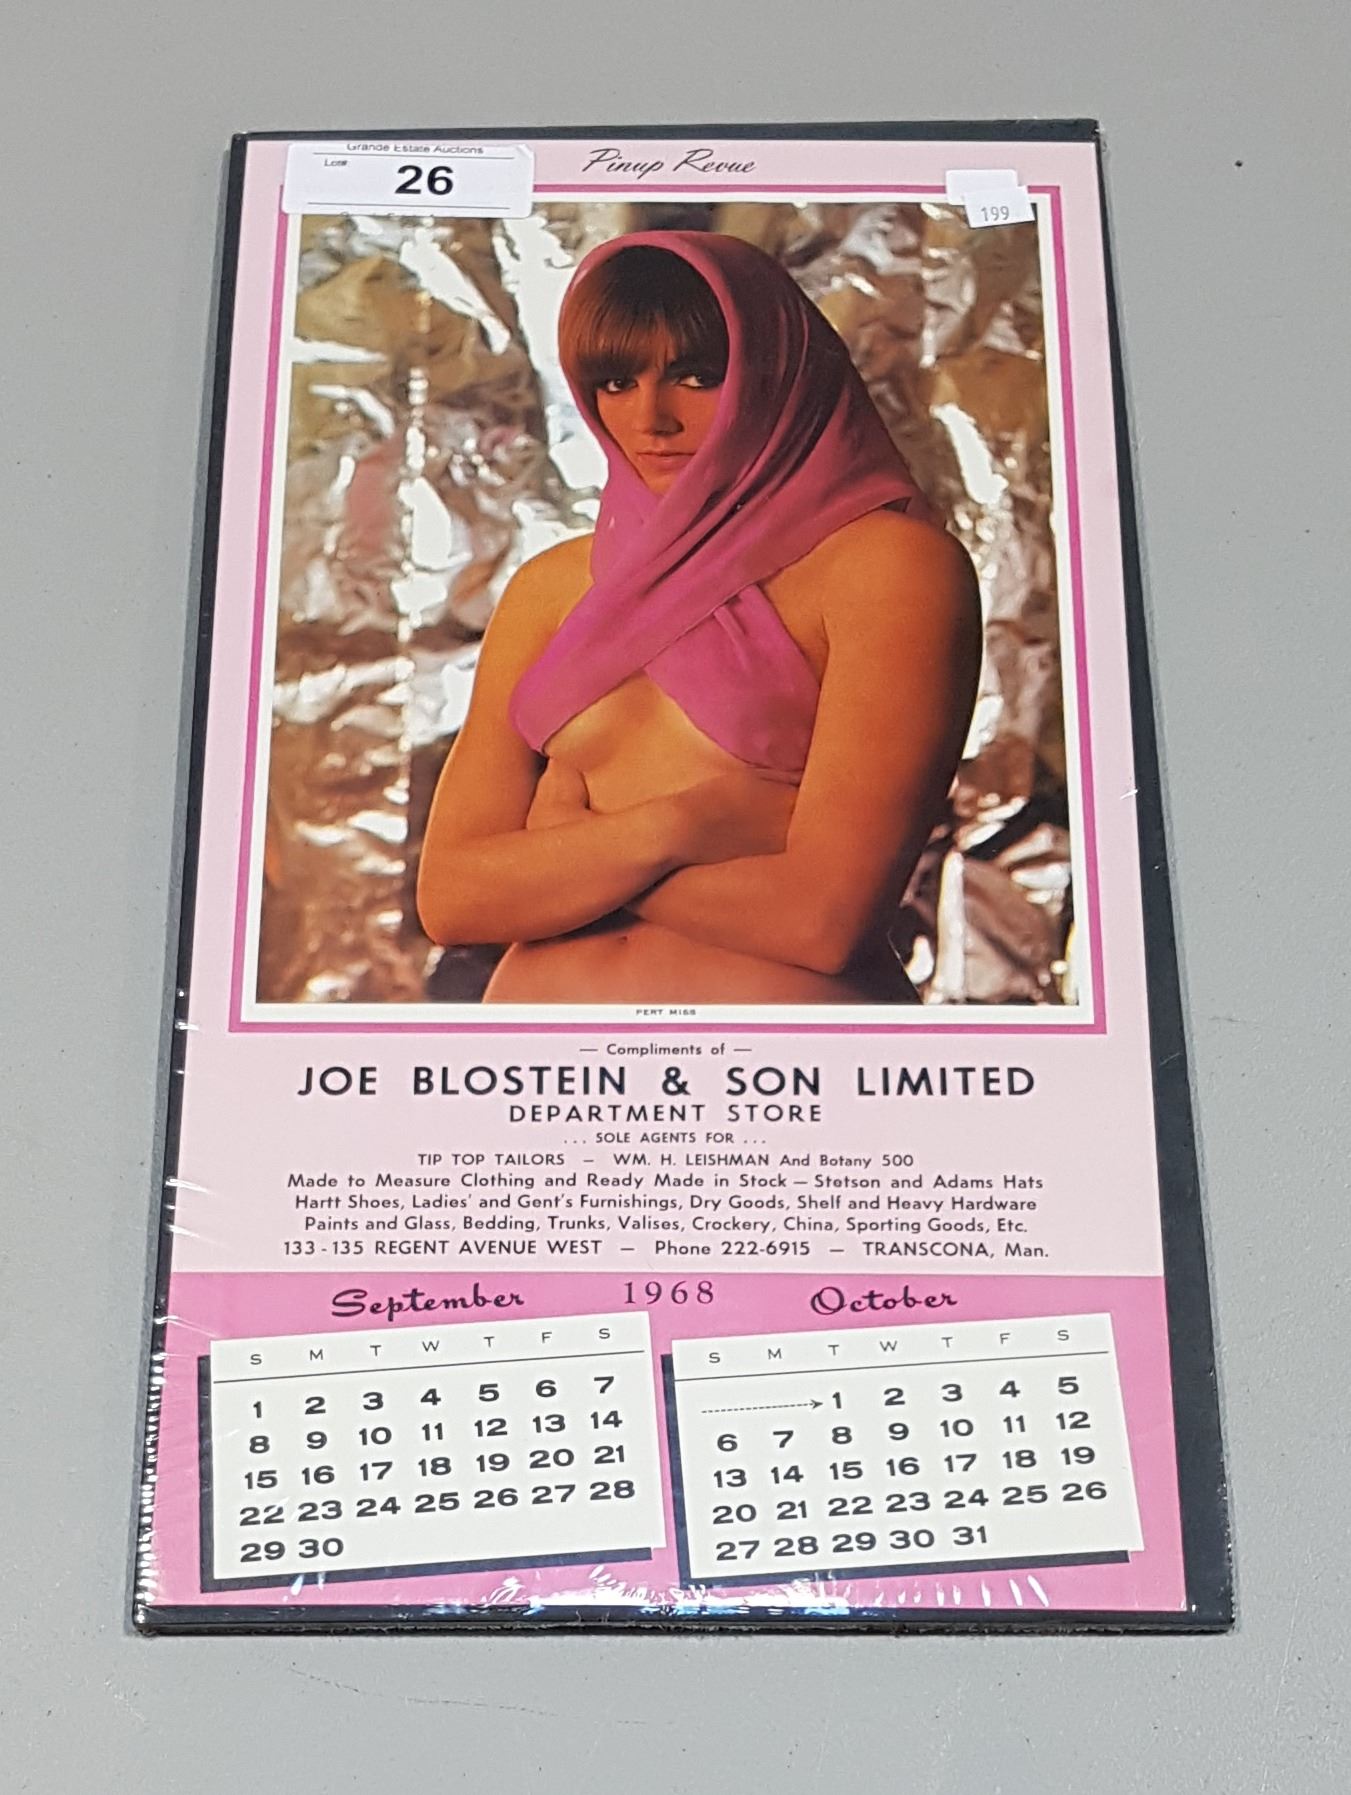 Grande Estate Auctions
Lot#
26
Pinup Revue
199
PERT MISS
— Compliments of —
JOE BLOSTEIN & SON LIMITED
DEPARTMENT STORE
... SOLE AGENTS FOR ...
TIP TOP TAILORS — WM. H. LEISHMAN And Botany 500
Made to Measure Clothing and Ready Made in Stock — Stetson and Adams Hats
Hartt Shoes, Ladies' and Gent's Furnishings, Dry Goods, Shelf and Heavy Hardware
Paints and Glass, Bedding, Trunks, Valises, Crockery, China, Sporting Goods, Etc.
133-135 REGENT AVENUE WEST — Phone 222-6915 — TRANSCONA, Man.
September 1968 October
S M T W T F S
1 2 3 4 5 6 7
8 9 10 11 12 13 14
15 16 17 18 19 20 21
22 23 24 25 26 27 28
29 30
S M T W T F S
1 2 3 4 5
6 7 8 9 10 11 12
13 14 15 16 17 18 19
20 21 22 23 24 25 26
27 28 29 30 31